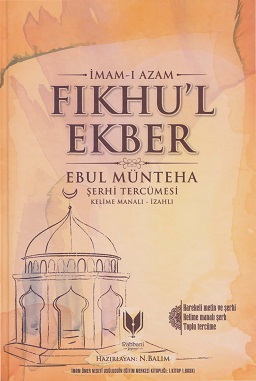 İMAM-I AZAM
FIKHU'L
EKBER
EBUL MÜNTEHA
ŞERHİ TERCÜMESİ
KELİME MANALI - İZAHLI
Harekeli metin ve şerhi
Kelime manalı şerh
Toplu tercüme
Rabbani
HAZIRLAYAN: N.BALIM